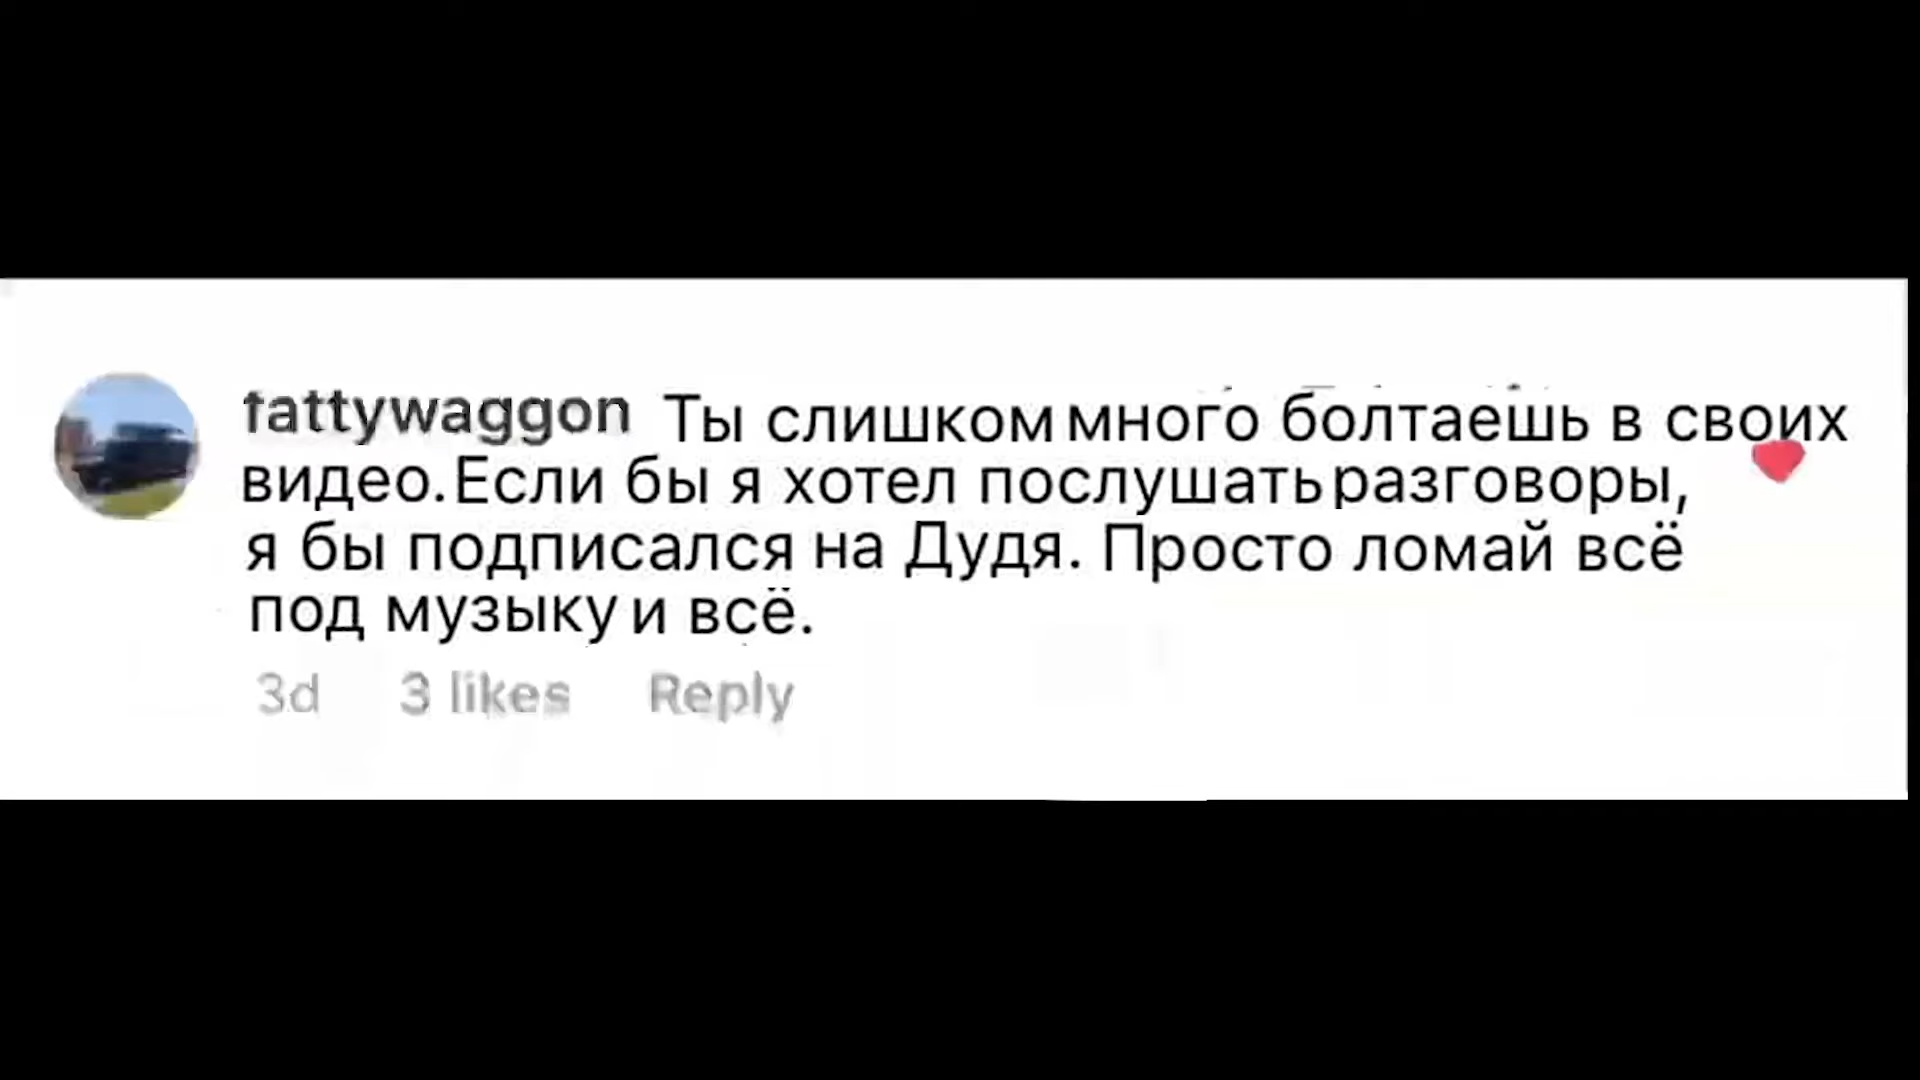 fattywaggon Ты слишком много болтаешь в своих
видео.Если бы я хотел послушать разговоры,
я бы подписался на Дудя. Просто ломай всё
под музыку и всё.
3d 3 likes Reply